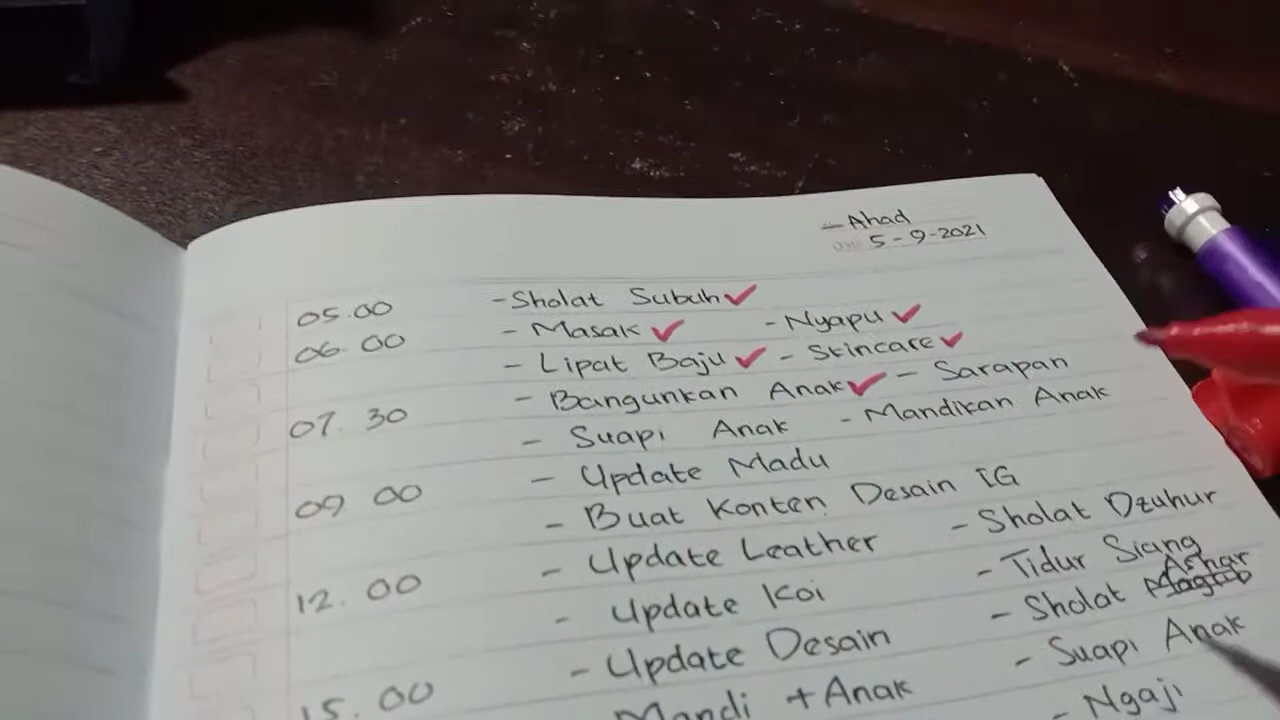 Ahad
5-9-2021
05.00 - Sholat Subuh ✓
06.00 - Masak ✓ - Nyapu ✓
- Lipat Baju ✓ - Skincare ✓
07.30 - Bangunkan Anak ✓ - Sarapan
- Suapi Anak - Mandikan Anak
09 00 - Update Madu
- Buat Konten Desain IG
12.00 - Update Leather - Sholat Dzuhur
- Update Koi - Tidur Siang
- Update Desain - Sholat Ashar
15.00 Mandi + Anak - Suapi Anak
- Ngaji